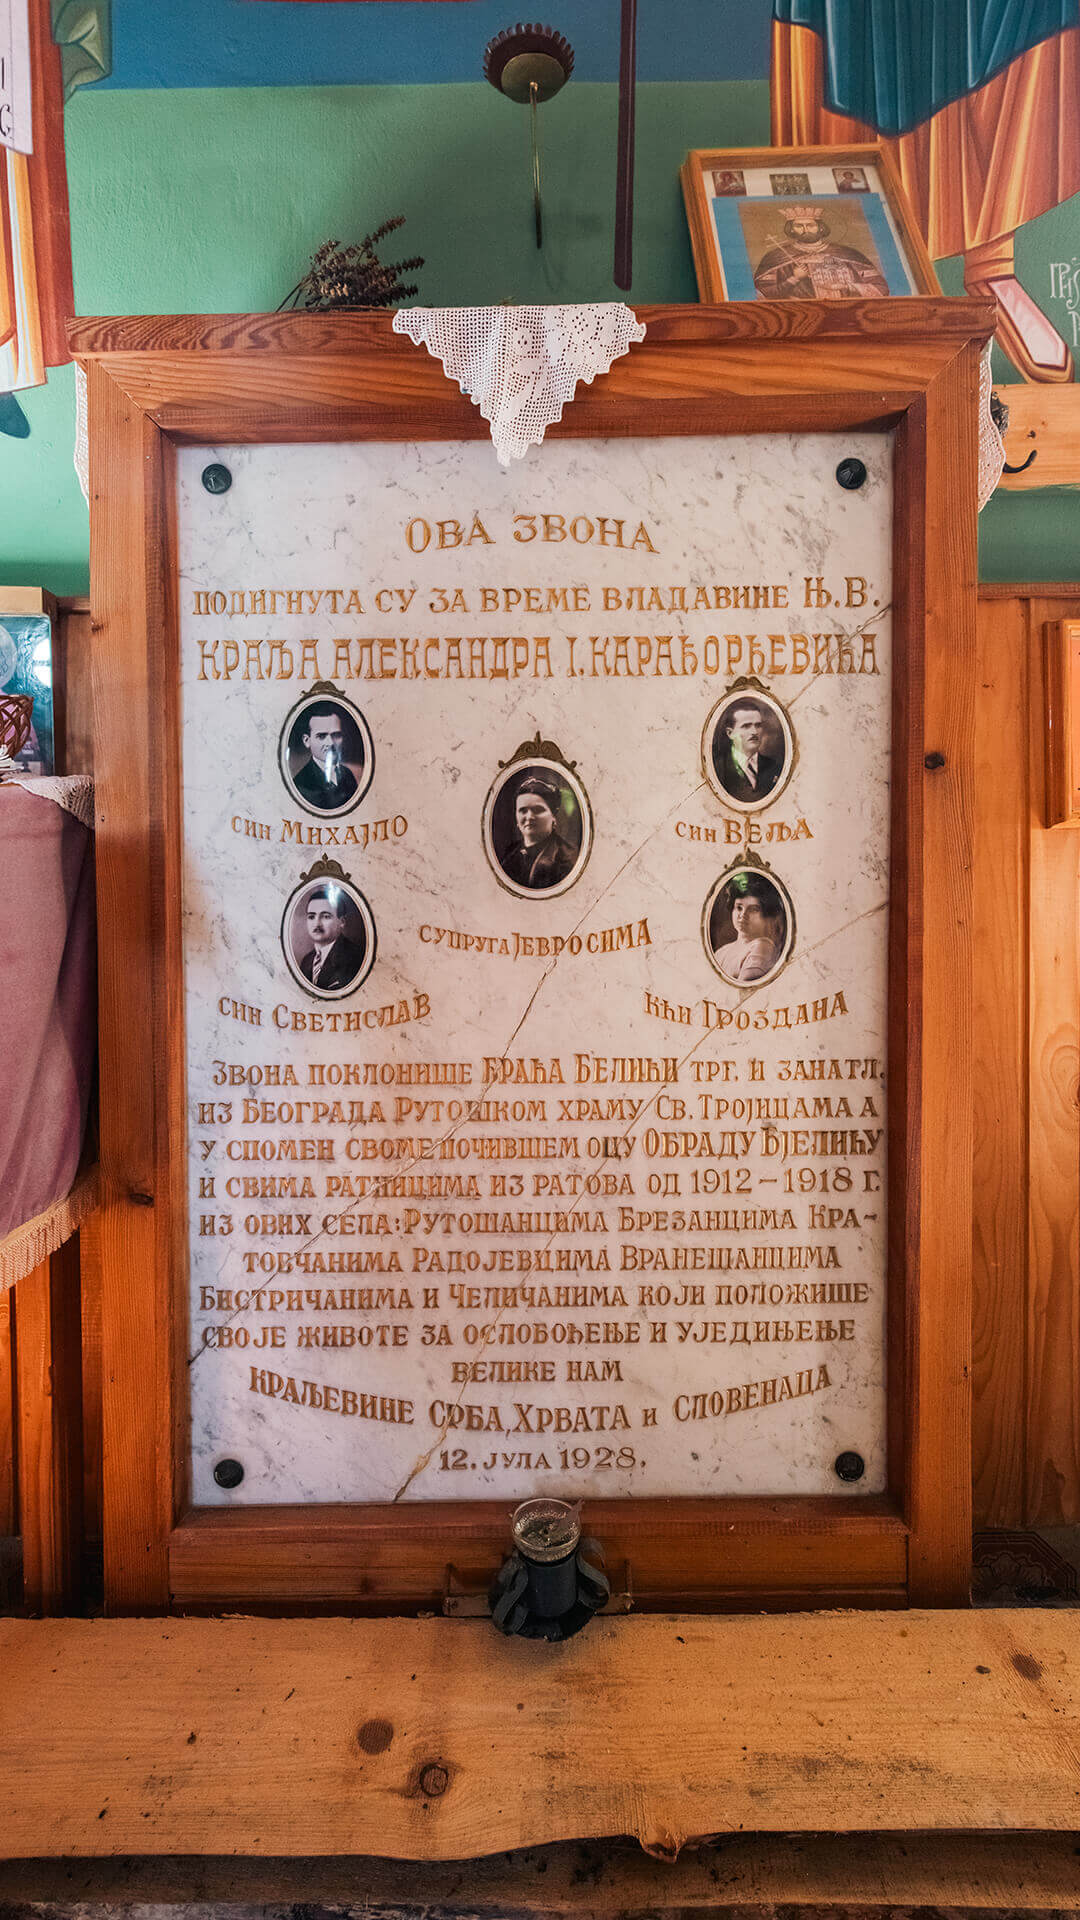 ОВА ЗВОНА
ПОДИГНУТА СУ ЗА ВРЕМЕ ВЛАДАВИНЕ Њ.В.
КРАЉА АЛЕКСАНДРА I. КАРАЂОРЂЕВИЋА
СИН МИХАЈЛО
СИН ВЕЉА
СУПРУГА ЈЕВРОСИМА
СИН СВЕТИСЛАВ
КЋИ ГРОЗДАНА
ЗВОНА ПОКЛОНИШЕ БРАЋА БЕЛИЋИ ТРГ. И ЗАНАТЛ.
ИЗ БЕОГРАДА РУТОШКОМ ХРАМУ СВ. ТРОЈИЦАМА А
У СПОМЕН СВОМЕ ПОЧИВШЕМ ОЦУ ОБРАДУ БЈЕЛИЋУ
И СВИМА РАТНИЦИМА ИЗ РАТОВА ОД 1912-1918 Г.
ИЗ ОВИХ СЕЛА: РУТОШАНЦИМА БРЕЗАНЦИМА КРА-
ТОВЧАНИМА РАДОЈЕВЦИМА ВРАНЕШАНЦИМА
БИСТРИЧАНИМА И ЧЕЛИЧАНИМА КОЈИ ПОЛОЖИШЕ
СВОЈЕ ЖИВОТЕ ЗА ОСЛОБОЂЕЊЕ И УЈЕДИЊЕЊЕ
ВЕЛИКЕ НАМ
КРАЉЕВИНЕ СРБА, ХРВАТА И СЛОВЕНАЦА
12. ЈУЛА 1928.